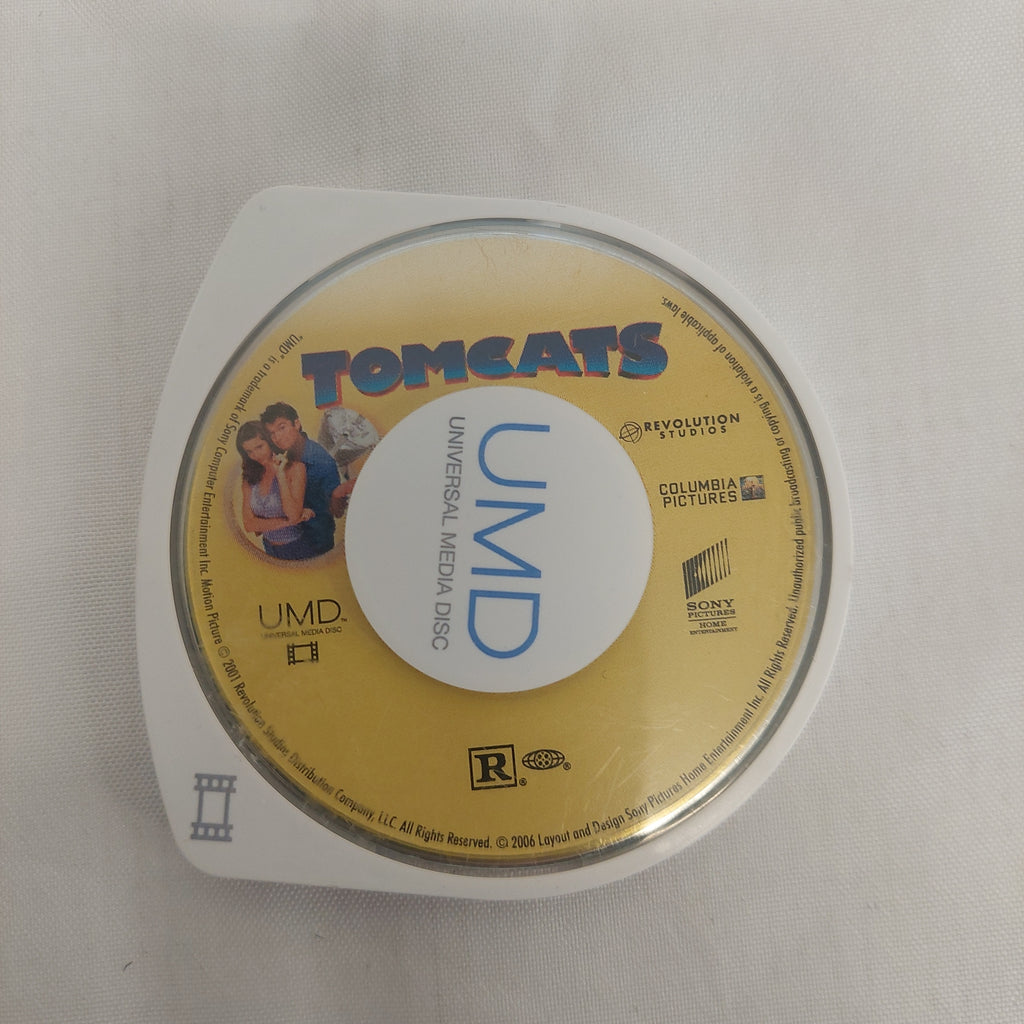 TOMCATS
REVOLUTION
STUDIOS
COLUMBIA
PICTURES
SONY
PICTURES
HOME
ENTERTAINMENT
UMD
UNIVERSAL MEDIA DISC
UMD™
UNIVERSAL MEDIA DISC
R®
®
"UMD" is a trademark of Sony Computer Entertainment Inc. Motion Picture © 2001 Revolution Studios Distribution Company, LLC. All Rights Reserved. © 2006 Layout and Design Sony Pictures Home Entertainment Inc. All Rights Reserved. Unauthorized public broadcasting or copying is a violation of applicable laws.